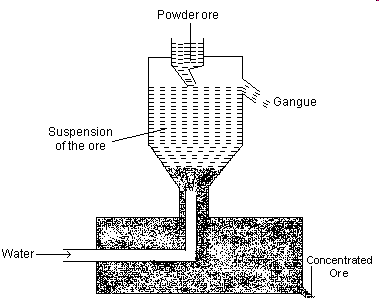 Powder ore
Gangue
Suspension
of the ore
Water
Concentrated
Ore